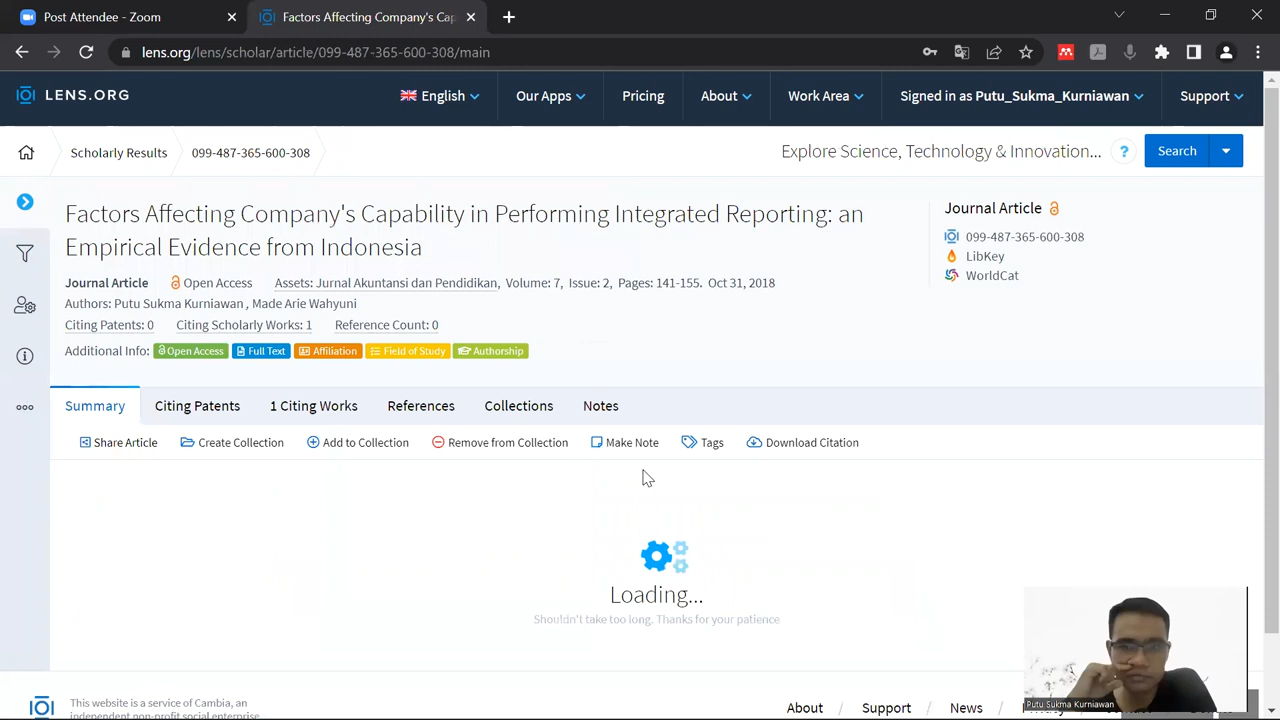 Post Attendee - Zoom
Factors Affecting Company's Cap
lens.org/lens/scholar/article/099-487-365-600-308/main
LENS.ORG
English
Our Apps
Pricing
About
Work Area
Signed in as Putu_Sukma_Kurniawan
Support
Scholarly Results
099-487-365-600-308
Explore Science, Technology & Innovation...
?
Search
Factors Affecting Company's Capability in Performing Integrated Reporting: an
Empirical Evidence from Indonesia
Journal Article
099-487-365-600-308
LibKey
WorldCat
Journal Article Open Access Assets: Jurnal Akuntansi dan Pendidikan, Volume: 7, Issue: 2, Pages: 141-155. Oct 31, 2018
Authors: Putu Sukma Kurniawan , Made Arie Wahyuni
Citing Patents: 0 Citing Scholarly Works: 1 Reference Count: 0
Additional Info: Open Access Full Text Affiliation Field of Study Authorship
Summary Citing Patents 1 Citing Works References Collections Notes
Share Article Create Collection Add to Collection Remove from Collection Make Note Tags Download Citation
Loading...
Shouldn't take too long. Thanks for your patience
Putu Sukma Kurniawan
This website is a service of Cambia, an
independent non-profit social enterprise
About / Support / News /